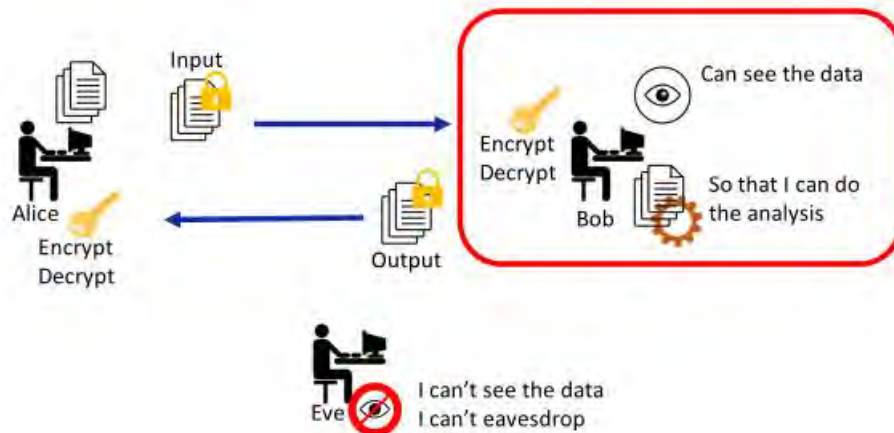 Input
Can see the data
Encrypt
Decrypt
So that I can do
the analysis
Bob
Alice
Encrypt
Decrypt
Output
Eve
I can't see the data
I can't eavesdrop